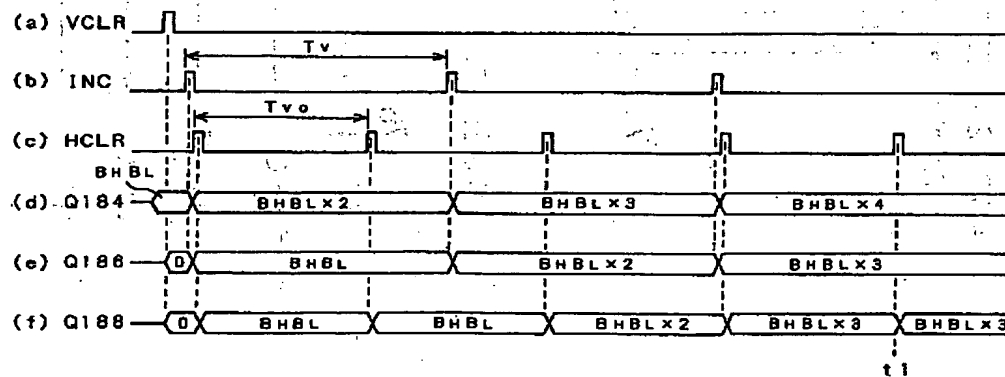 (a) VCLR
Tv
(b) INC
Tvo
(c) HCLR
BHBL
(d) Q184 BHBL×2 BHBL×3 BHBL×4
(e) Q186 0 BHBL BHBL×2 BHBL×3
(f) Q188 0 BHBL BHBL BHBL×2 BHBL×3 BHBL×3
t1